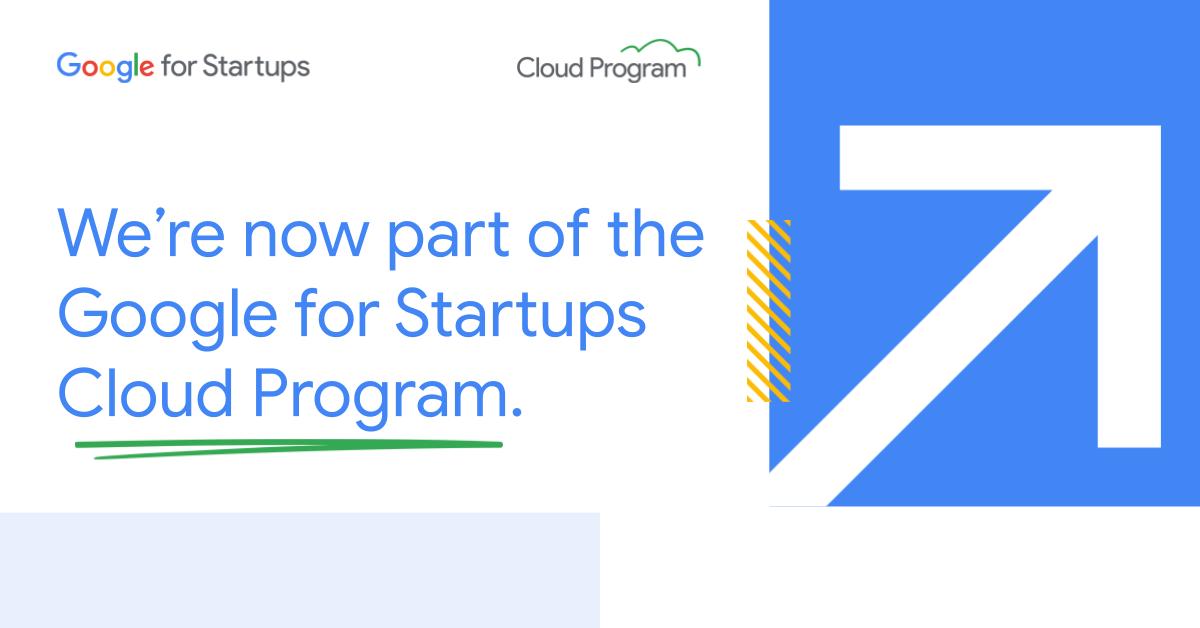 Google for Startups
Cloud Program
We’re now part of the
Google for Startups
Cloud Program.